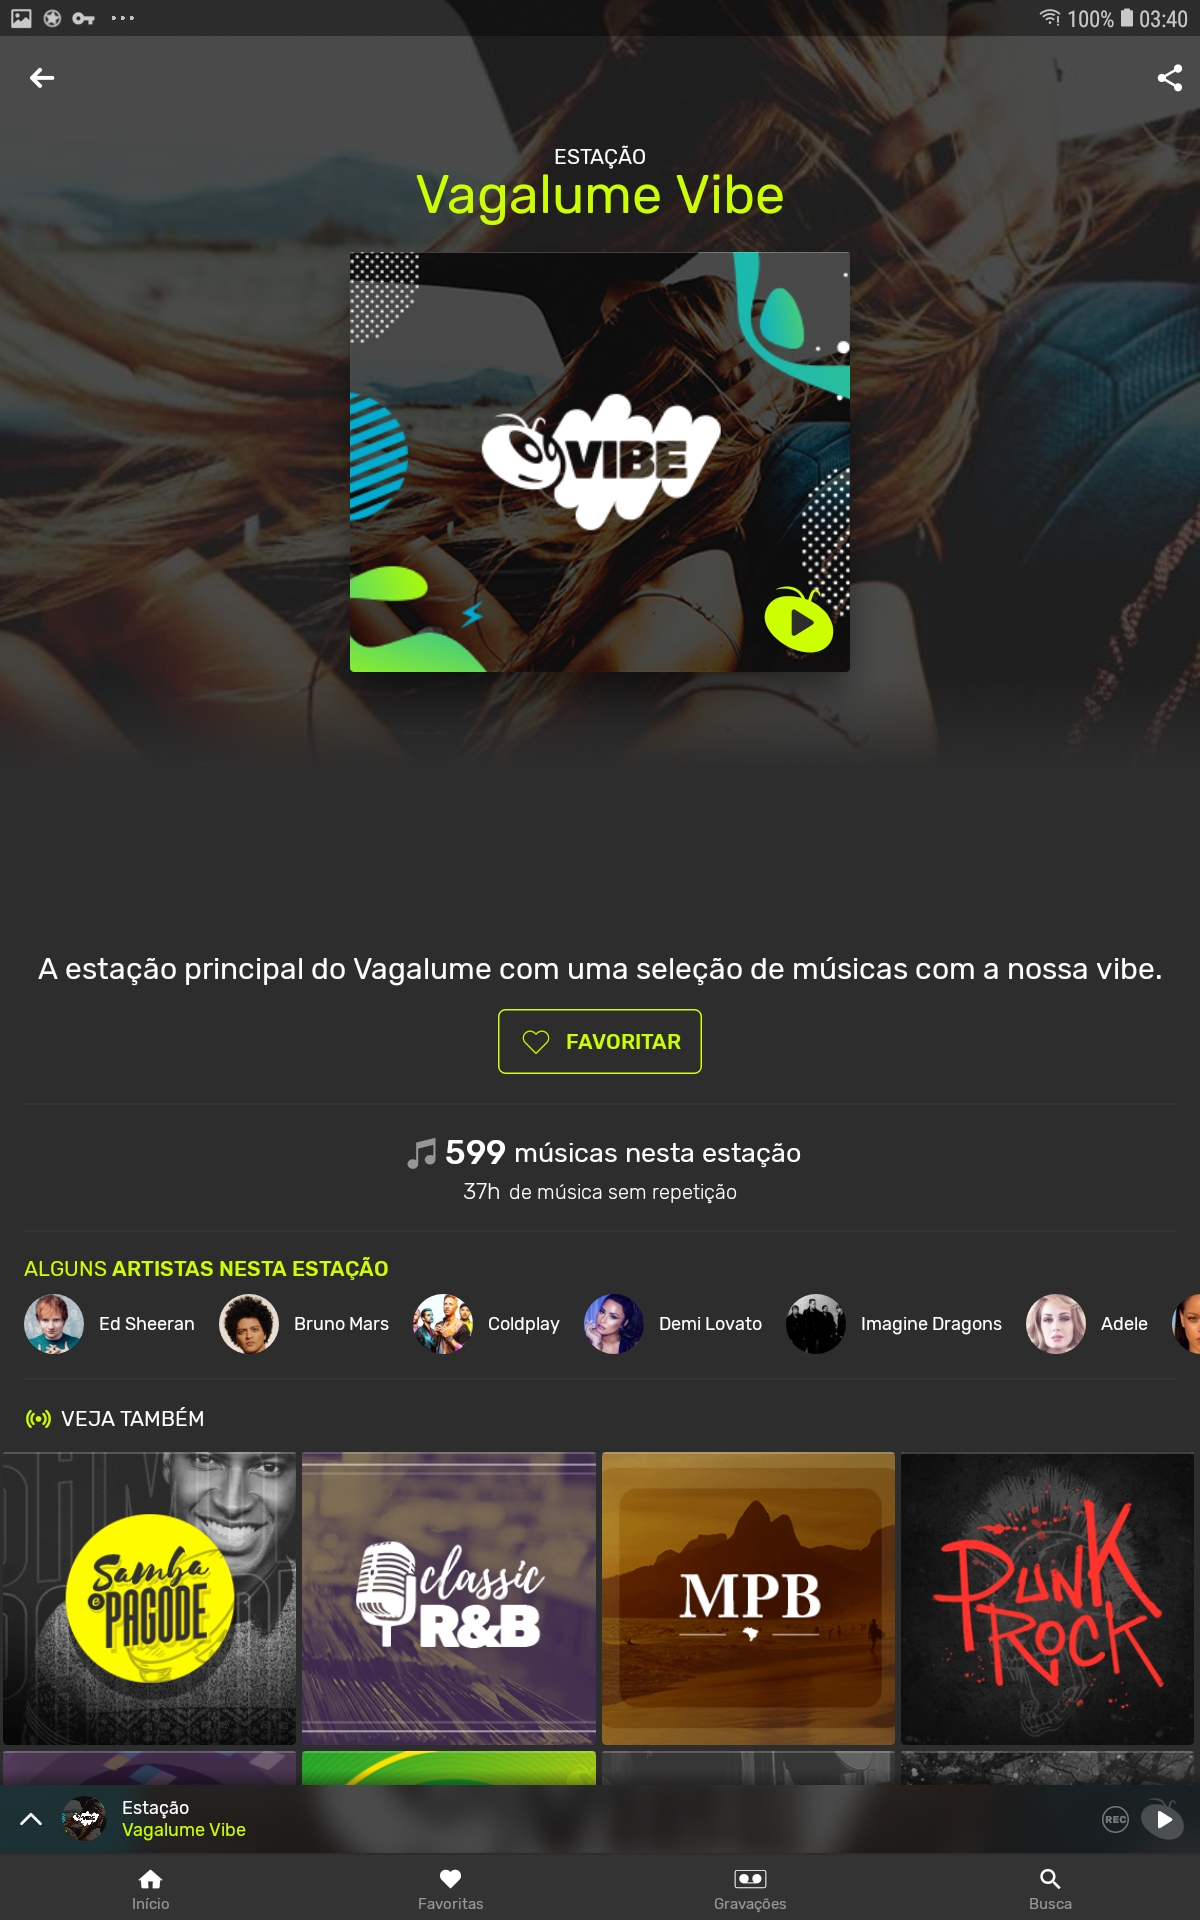 100% 03:40
ESTAÇÃO
Vagalume Vibe
VIBE
A estação principal do Vagalume com uma seleção de músicas com a nossa vibe.
FAVORITAR
599 músicas nesta estação
37h de música sem repetição
ALGUNS ARTISTAS NESTA ESTAÇÃO
Ed Sheeran
Bruno Mars
Coldplay
Demi Lovato
Imagine Dragons
Adele
VEJA TAMBÉM
Samba
e PAGODE
classic
R&B
MPB
PUNK
ROCK
Estação
Vagalume Vibe
REC
Início
Favoritas
Gravações
Busca